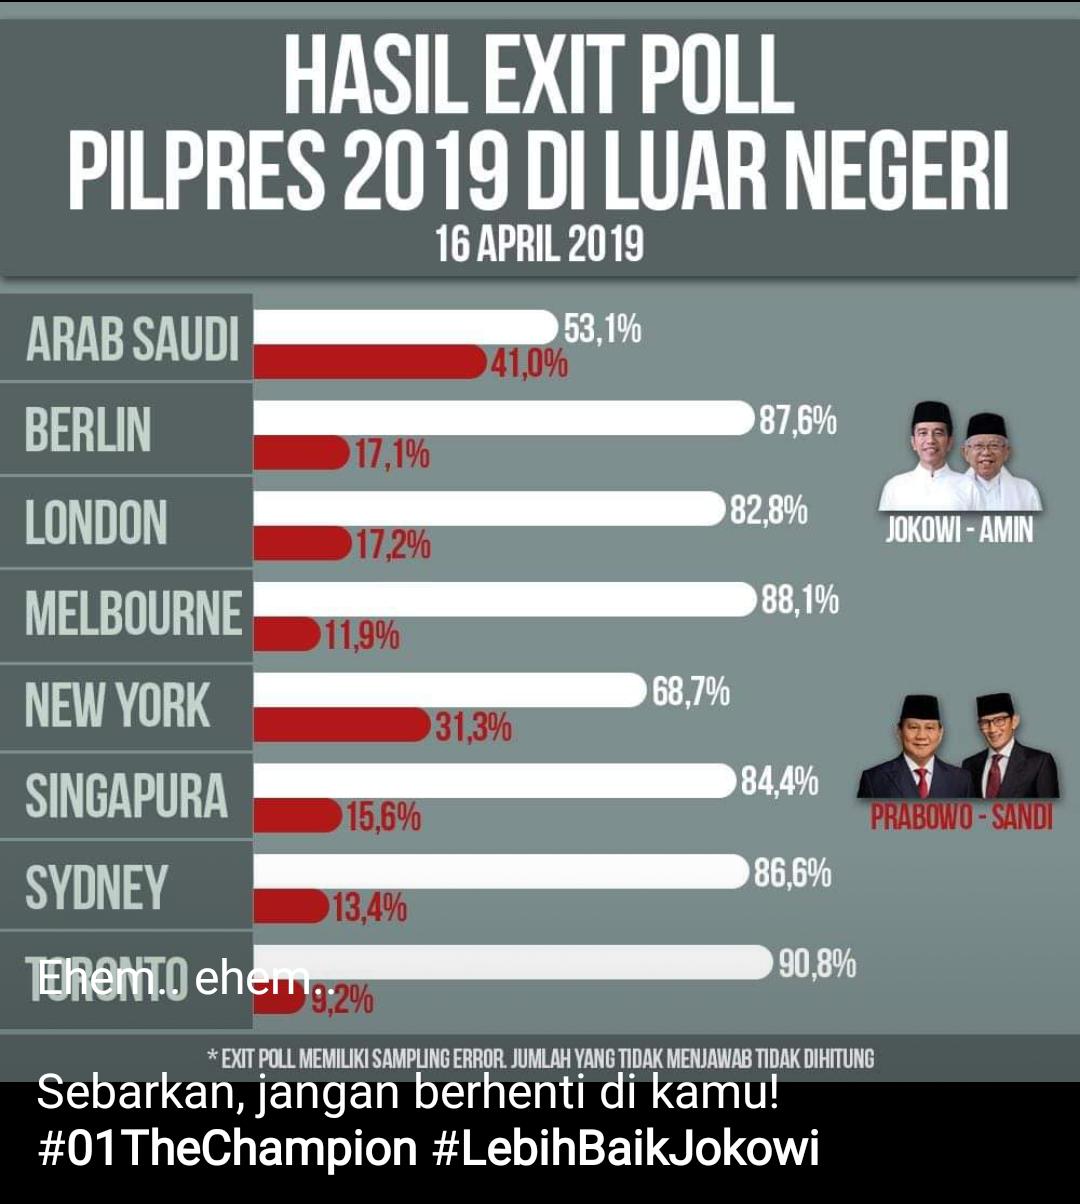 HASIL EXIT POLL
PILPRES 2019 DI LUAR NEGERI
16 APRIL 2019
ARAB SAUDI
53,1%
41,0%
BERLIN
87,6%
17,1%
LONDON
82,8%
17,2%
MELBOURNE
88,1%
11,9%
NEW YORK
68,7%
31,3%
SINGAPURA
84,4%
15,6%
SYDNEY
86,6%
13,4%
TORONTO
90,8%
9,2%
JOKOWI - AMIN
PRABOWO - SANDI
Ehem.. ehem..
* EXIT POLL MEMILIKI SAMPLING ERROR. JUMLAH YANG TIDAK MENJAWAB TIDAK DIHITUNG
Sebarkan, jangan berhenti di kamu!
#01TheChampion #LebihBaikJokowi